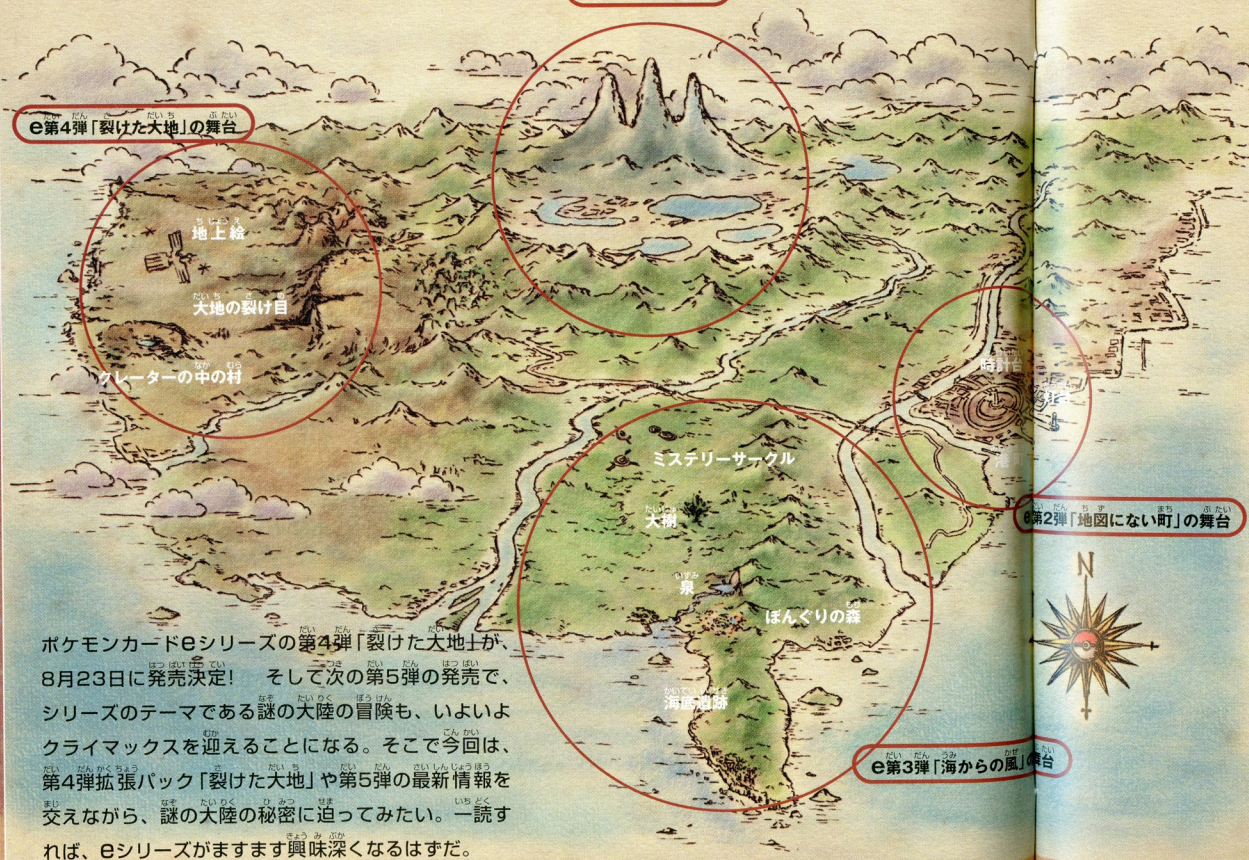 e第4弾「裂けた大地」の舞台
地上絵
大地の裂け目
クレーターの中の村
時計台
ミステリーサークル
大樹
泉
ぼんぐりの森
海底遺跡
e第2弾「地図にない町」の舞台
N
e第3弾「海からの風」の舞台
ポケモンカードeシリーズの第4弾「裂けた大地」が、
8月23日に発売決定! そして次の第5弾の発売で、
シリーズのテーマである謎の大陸の冒険も、いよいよ
クライマックスを迎えることになる。そこで今回は、
第4弾拡張パック「裂けた大地」や第5弾の最新情報を
交えながら、謎の大陸の秘密に迫ってみたい。一読す
れば、eシリーズがますます興味深くなるはずだ。